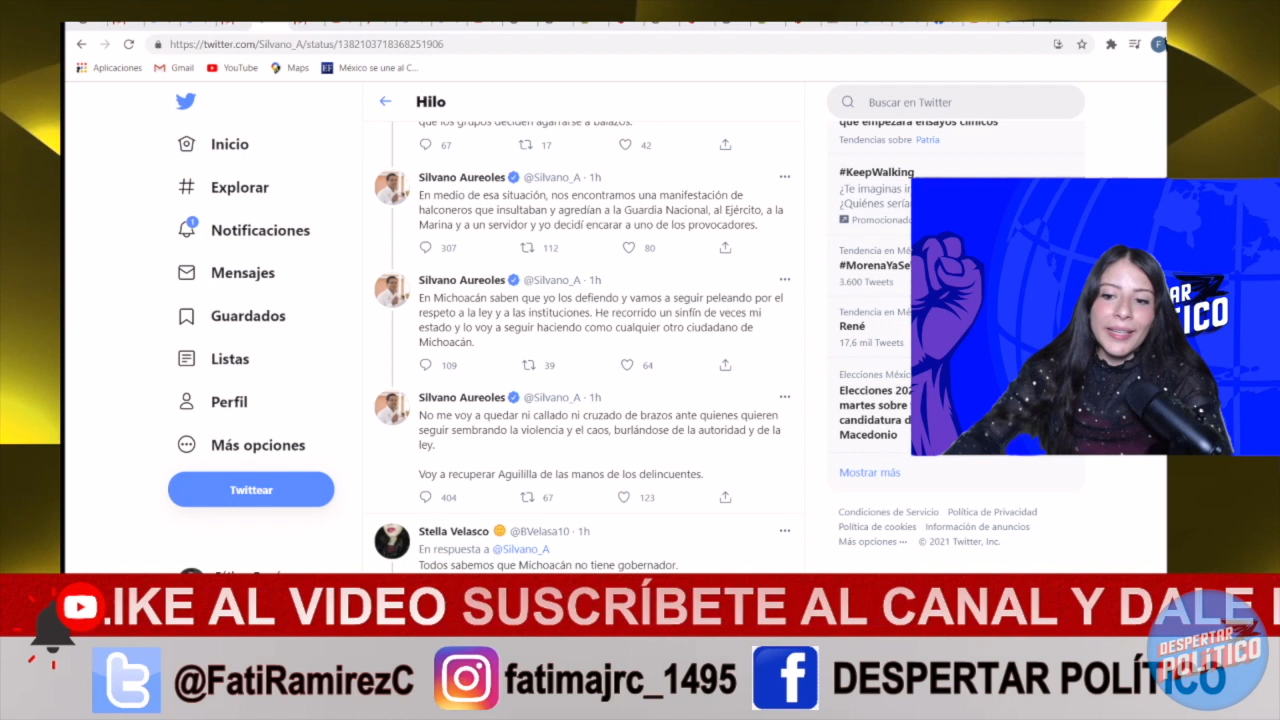 https://twitter.com/Silvano_A/status/1382103718368251906
F
Aplicaciones
Gmail
YouTube
Maps
EF
México se une al C...
Inicio
Explorar
1
Notificaciones
Mensajes
Guardados
Listas
Perfil
Más opciones
Twittear
Hilo
que los grupos deciden agarrarse a balazos.
67 17 42
Silvano Aureoles @Silvano_A · 1h
En medio de esa situación, nos encontramos una manifestación de
halconeros que insultaban y agredían a la Guardia Nacional, al Ejército, a la
Marina y a un servidor y yo decidí encarar a uno de los provocadores.
307 112 80
Silvano Aureoles @Silvano_A · 1h
En Michoacán saben que yo los defiendo y vamos a seguir peleando por el
respeto a la ley y a las instituciones. He recorrido un sinfín de veces mi
estado y lo voy a seguir haciendo como cualquier otro ciudadano de
Michoacán.
109 39 64
Silvano Aureoles @Silvano_A · 1h
No me voy a quedar ni callado ni cruzado de brazos ante quienes quieren
seguir sembrando la violencia y el caos, burlándose de la autoridad y de la
ley.
Voy a recuperar Aguililla de las manos de los delincuentes.
404 67 123
Stella Velasco @BVelasa10 · 1h
En respuesta a @Silvano_A
Todos sabemos que Michoacán no tiene gobernador.
Buscar en Twitter
que empezará ensayos clínicos
Tendencias sobre Patria
#KeepWalking
¿Te imaginas
¿Quiénes
Promocionado
Tendencia en
#MorenaYaSe
3.600 Tweets
Tendencia en
René
17,6 mil Tweets
Elecciones
Elecciones
martes sobre
candidatura
Macedonio
Mostrar más
Condiciones de Servicio Política de Privacidad
Política de cookies Información de anuncios
Más opciones ··· © 2021 Twitter, Inc.
AR
TICO
LIKE AL VIDEO SUSCRÍBETE AL CANAL Y DALE
@FatiRamirezC
fatimajrc_1495
DESPERTAR POLÍTICO
DESPERTAR
POLÍTICO